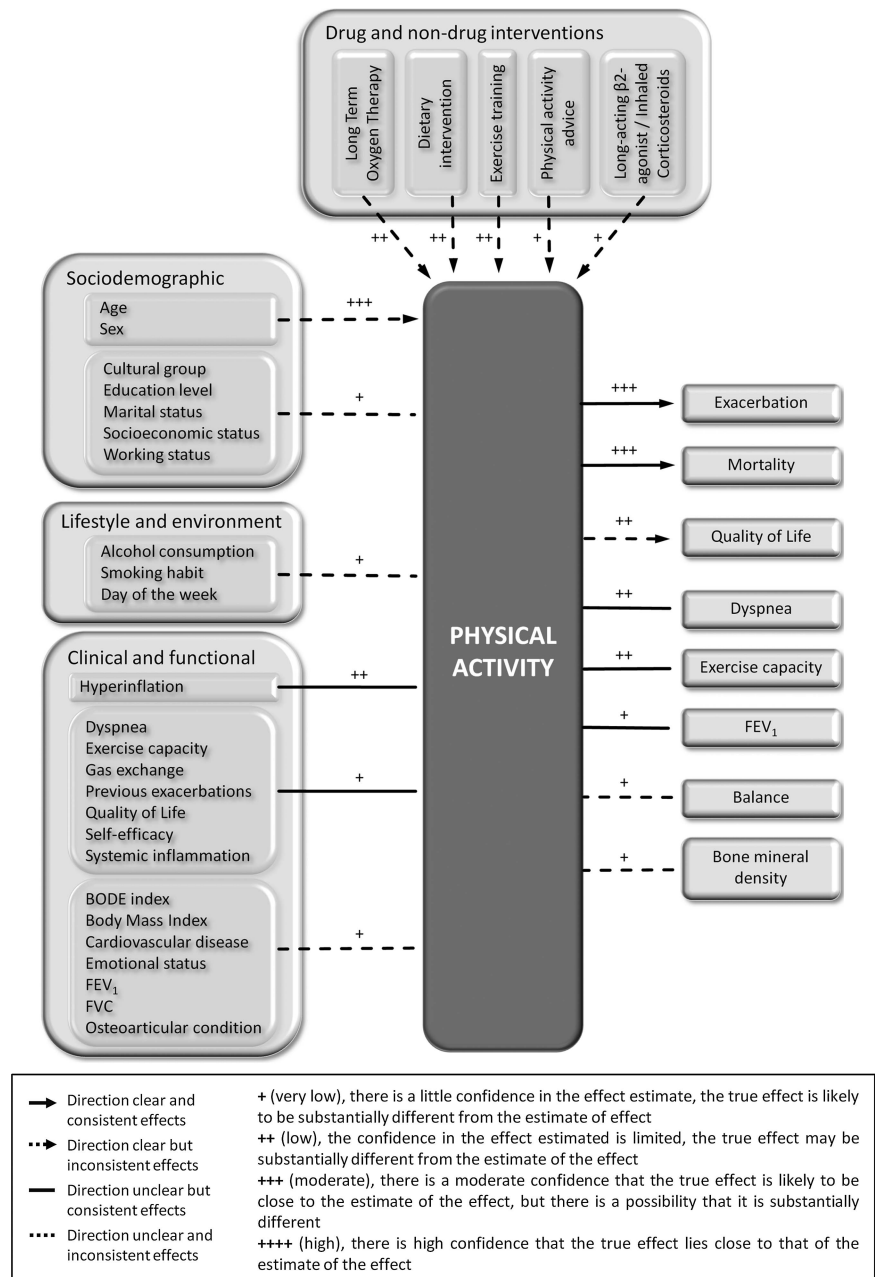 Drug and non-drug interventions
Long Term
Oxygen Therapy
Dietary
intervention
Exercise training
Physical activity
advice
Long-acting β2-
agonist / Inhaled
Corticosteroids
++
++
++
+
+
Sociodemographic
Age
Sex
+++
Cultural group
Education level
Marital status
Socioeconomic status
Working status
+
Lifestyle and environment
Alcohol consumption
Smoking habit
Day of the week
+
Clinical and functional
Hyperinflation
++
Dyspnea
Exercise capacity
Gas exchange
Previous exacerbations
Quality of Life
Self-efficacy
Systemic inflammation
+
BODE index
Body Mass Index
Cardiovascular disease
Emotional status
FEV₁
FVC
Osteoarticular condition
+
PHYSICAL
ACTIVITY
+++
Exacerbation
+++
Mortality
++
Quality of Life
++
Dyspnea
++
Exercise capacity
+
FEV₁
+
Balance
+
Bone mineral
density
Direction clear and
consistent effects
Direction clear but
inconsistent effects
Direction unclear but
consistent effects
Direction unclear and
inconsistent effects
+ (very low), there is a little confidence in the effect estimate, the true effect is likely
to be substantially different from the estimate of effect
++ (low), the confidence in the effect estimated is limited, the true effect may be
substantially different from the estimate of the effect
+++ (moderate), there is a moderate confidence that the true effect is likely to be
close to the estimate of the effect, but there is a possibility that it is substantially
different
++++ (high), there is high confidence that the true effect lies close to that of the
estimate of the effect